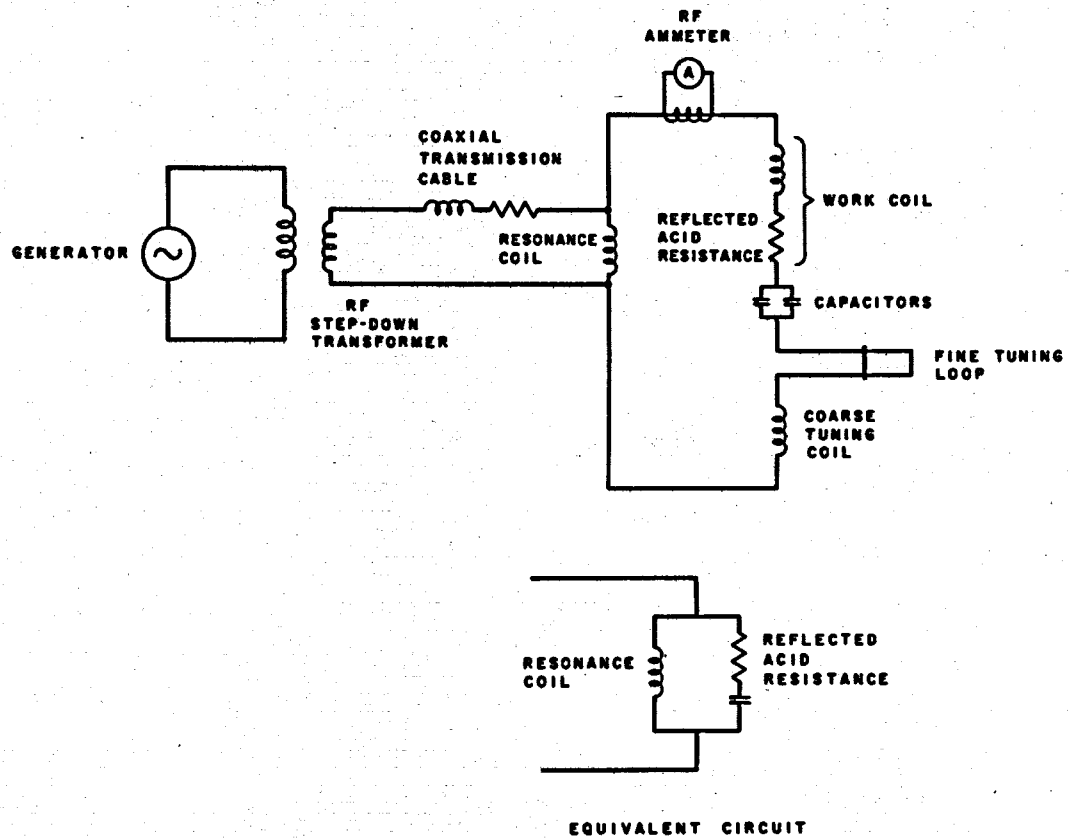 RF
AMMETER
A
COAXIAL
TRANSMISSION
CABLE
WORK COIL
REFLECTED
ACID
RESISTANCE
GENERATOR
RESONANCE
COIL
CAPACITORS
RF
STEP-DOWN
TRANSFORMER
FINE TUNING
LOOP
COARSE
TUNING
COIL
RESONANCE
COIL
REFLECTED
ACID
RESISTANCE
EQUIVALENT CIRCUIT